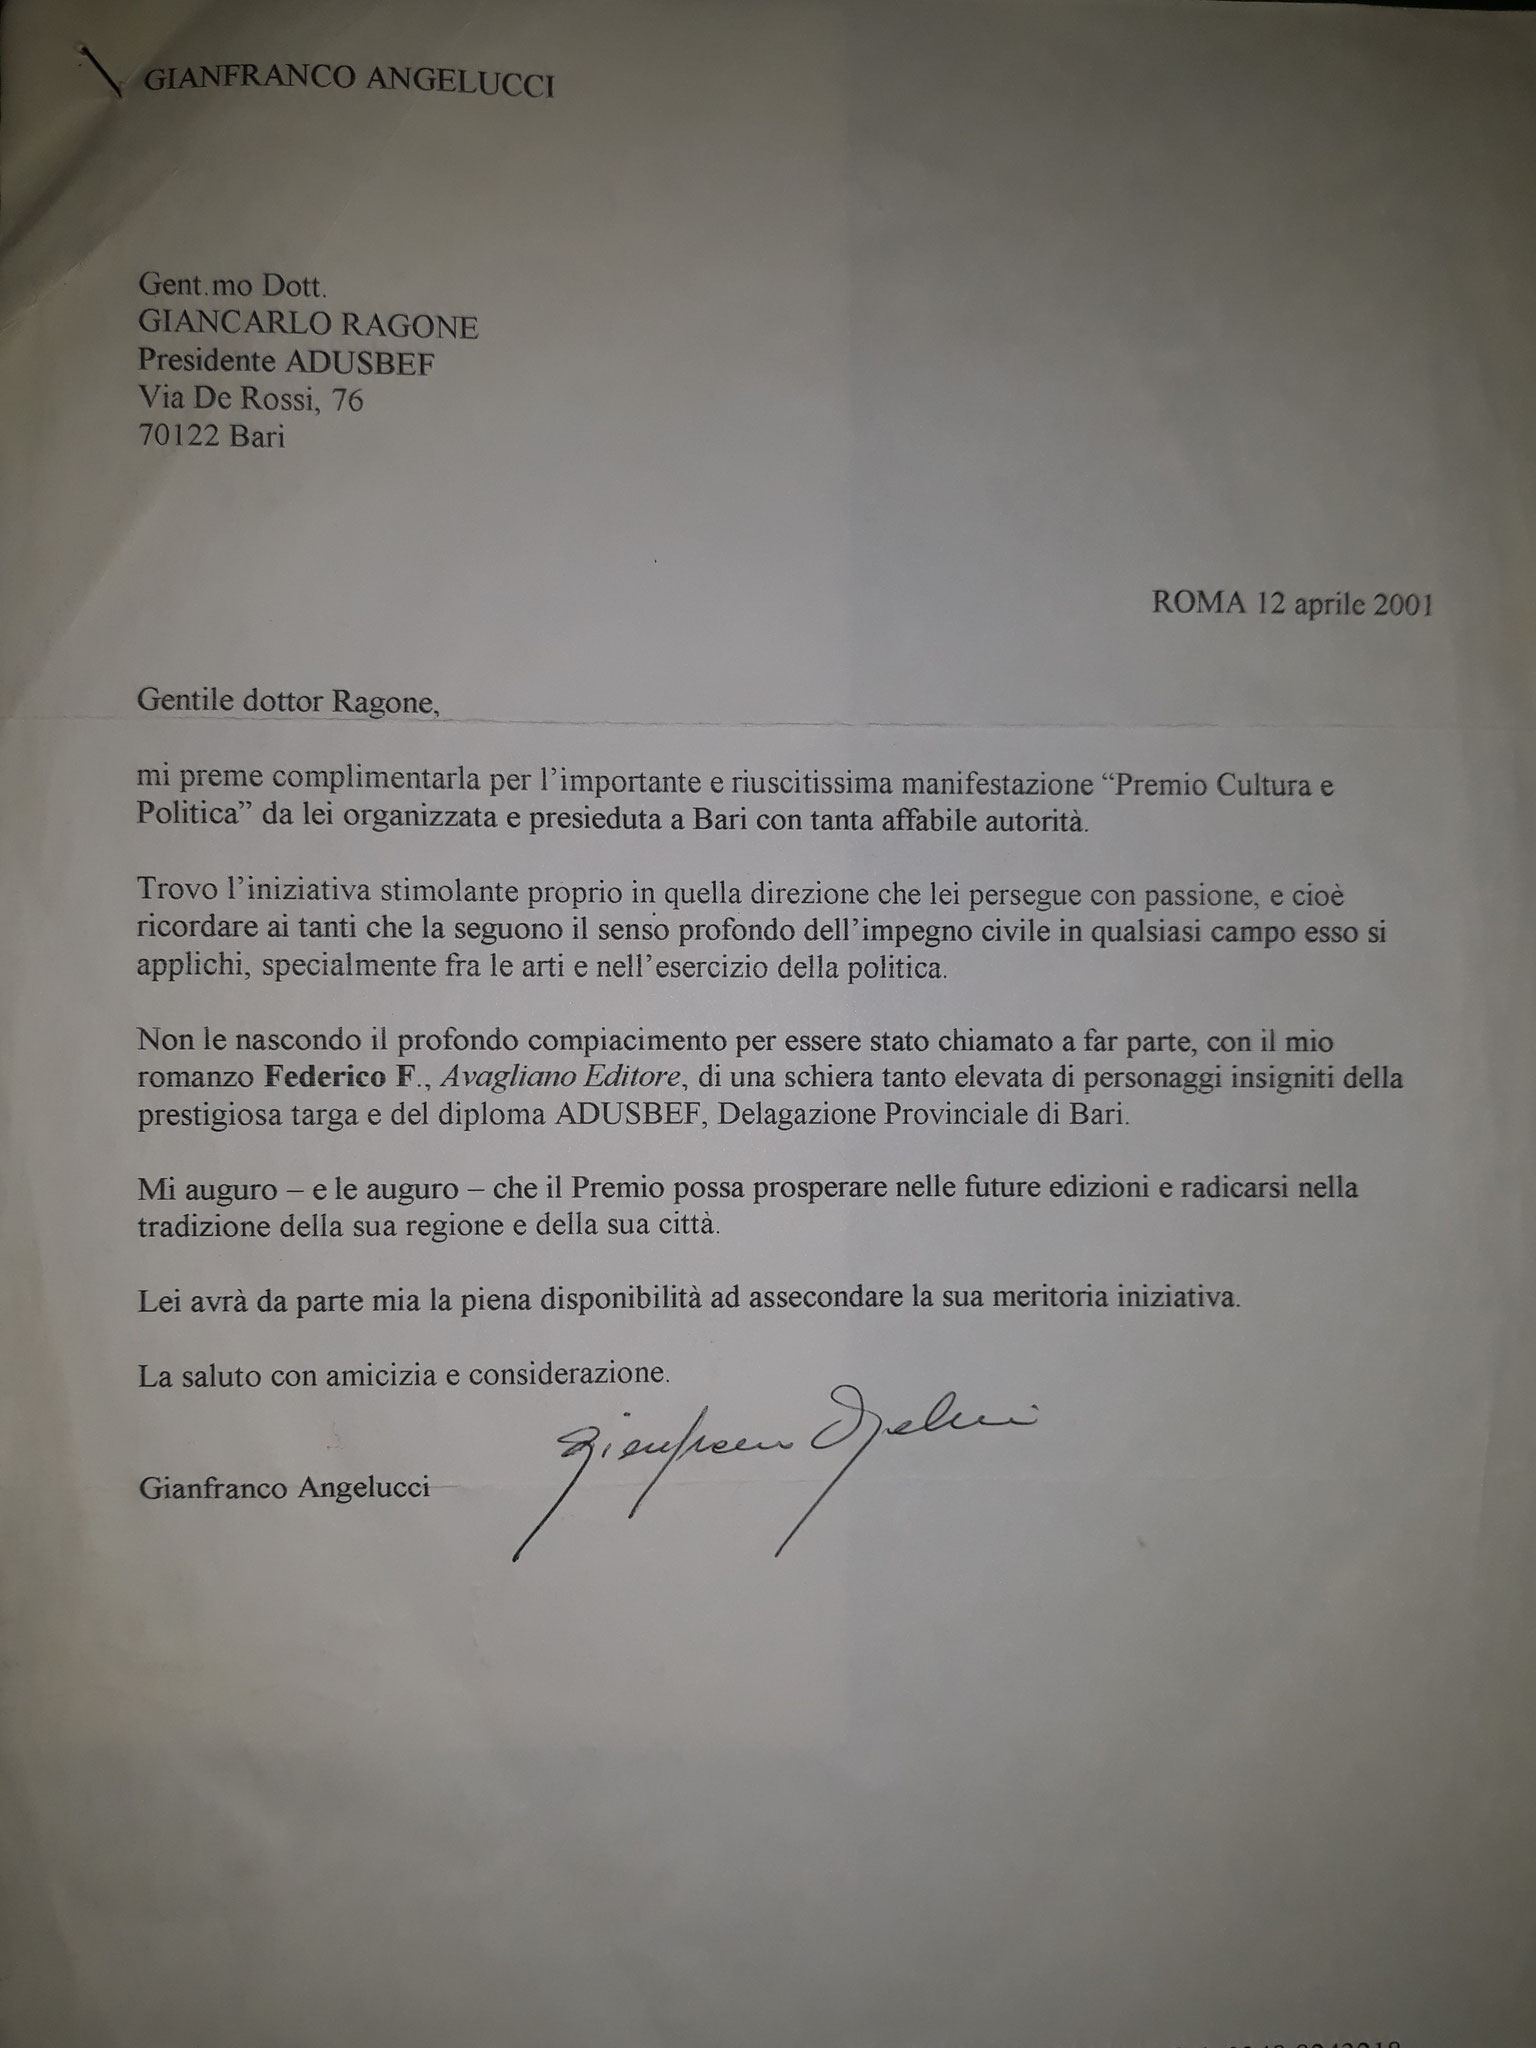 GIANFRANCO ANGELUCCI
Gent.mo Dott.
GIANCARLO RAGONE
Presidente ADUSBEF
Via De Rossi, 76
70122 Bari
ROMA 12 aprile 2001
Gentile dottor Ragone,
mi preme complimentarla per l'importante e riuscitissima manifestazione “Premio Cultura e
Politica” da lei organizzata e presieduta a Bari con tanta affabile autorità.
Trovo l'iniziativa stimolante proprio in quella direzione che lei persegue con passione, e cioè
ricordare ai tanti che la seguono il senso profondo dell'impegno civile in qualsiasi campo esso si
applichi, specialmente fra le arti e nell'esercizio della politica.
Non le nascondo il profondo compiacimento per essere stato chiamato a far parte, con il mio
romanzo Federico F., Avagliano Editore, di una schiera tanto elevata di personaggi insigniti della
prestigiosa targa e del diploma ADUSBEF, Delagazione Provinciale di Bari.
Mi auguro – e le auguro – che il Premio possa prosperare nelle future edizioni e radicarsi nella
tradizione della sua regione e della sua città.
Lei avrà da parte mia la piena disponibilità ad assecondare la sua meritoria iniziativa.
La saluto con amicizia e considerazione.
Gianfranco Angelucci
Gianfranco Angelucci